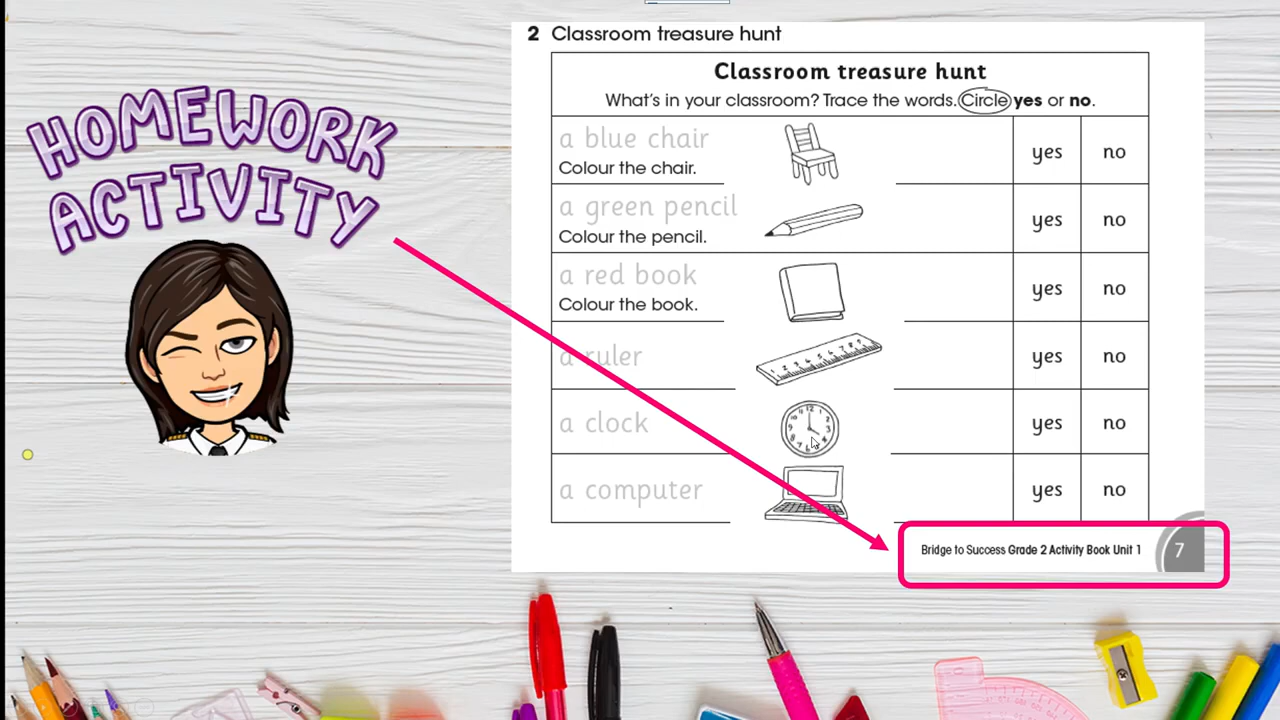 HOMEWORK
ACTIVITY
2 Classroom treasure hunt
Classroom treasure hunt
What's in your classroom? Trace the words. Circle yes or no.
a blue chair
Colour the chair.
yes no
a green pencil
Colour the pencil.
yes no
a red book
Colour the book.
yes no
a ruler
yes no
a clock
yes no
a computer
yes no
Bridge to Success Grade 2 Activity Book Unit 1 7